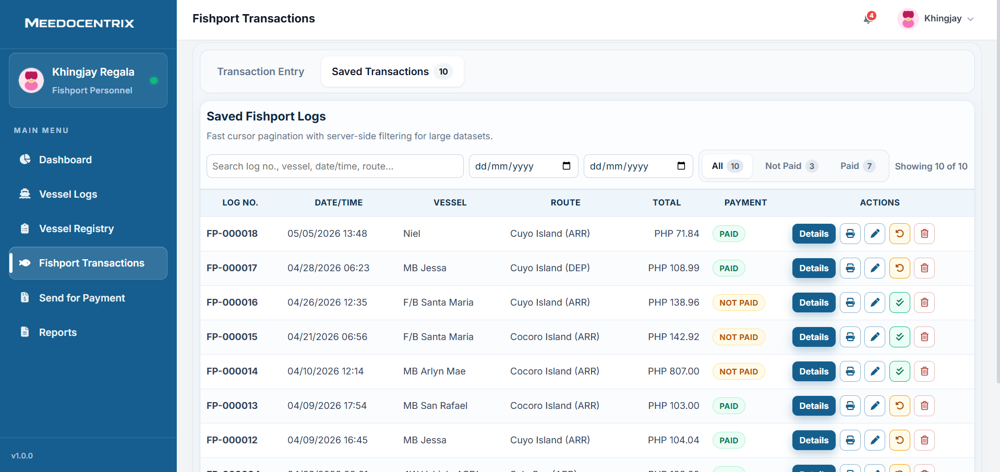 MEEDOCENTRIX
Khingjay Regala
Fishport Personnel
MAIN MENU
Dashboard
Vessel Logs
Vessel Registry
Fishport Transactions
Send for Payment
Reports
v1.0.0
Fishport Transactions
4
Khingjay
Transaction Entry
Saved Transactions 10
Saved Fishport Logs
Fast cursor pagination with server-side filtering for large datasets.
Search log no., vessel, date/time, route... dd/mm/yyyy dd/mm/yyyy All 10 Not Paid 3 Paid 7 Showing 10 of 10
LOG NO. DATE/TIME VESSEL ROUTE TOTAL PAYMENT ACTIONS
FP-000018 05/05/2026 13:48 Niel Cuyo Island (ARR) PHP 71.84 PAID Details
FP-000017 04/28/2026 06:23 MB Jessa Cuyo Island (DEP) PHP 108.99 PAID Details
FP-000016 04/26/2026 12:35 F/B Santa Maria Cuyo Island (ARR) PHP 138.96 NOT PAID Details
FP-000015 04/21/2026 06:56 F/B Santa Maria Cocoro Island (ARR) PHP 142.92 NOT PAID Details
FP-000014 04/10/2026 12:14 MB Arlyn Mae Cocoro Island (ARR) PHP 807.00 NOT PAID Details
FP-000013 04/09/2026 17:54 MB San Rafael Cocoro Island (ARR) PHP 103.00 PAID Details
FP-000012 04/09/2026 16:45 MB Jessa Cuyo Island (ARR) PHP 104.04 PAID Details